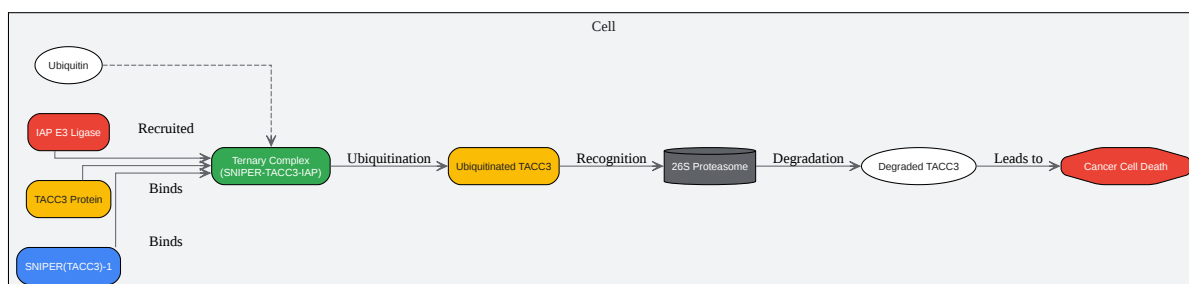 Cell
Ubiquitin
IAP E3 Ligase
Recruited
Ternary Complex
(SNIPER-TACC3-IAP)
Ubiquitination
Ubiquitinated TACC3
Recognition
26S Proteasome
Degradation
Degraded TACC3
Leads to
Cancer Cell Death
TACC3 Protein
Binds
Binds
SNIPER(TACC3)-1